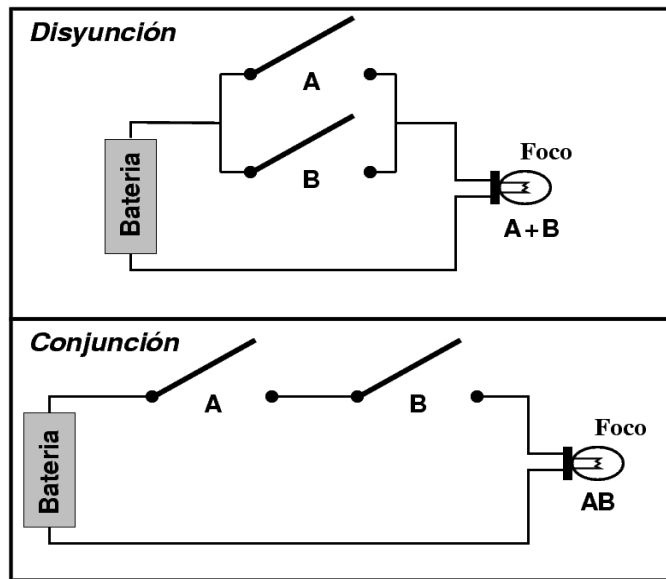 Disyunción
A
B
Bateria
Foco
A+B
Conjunción
A
B
Bateria
Foco
AB